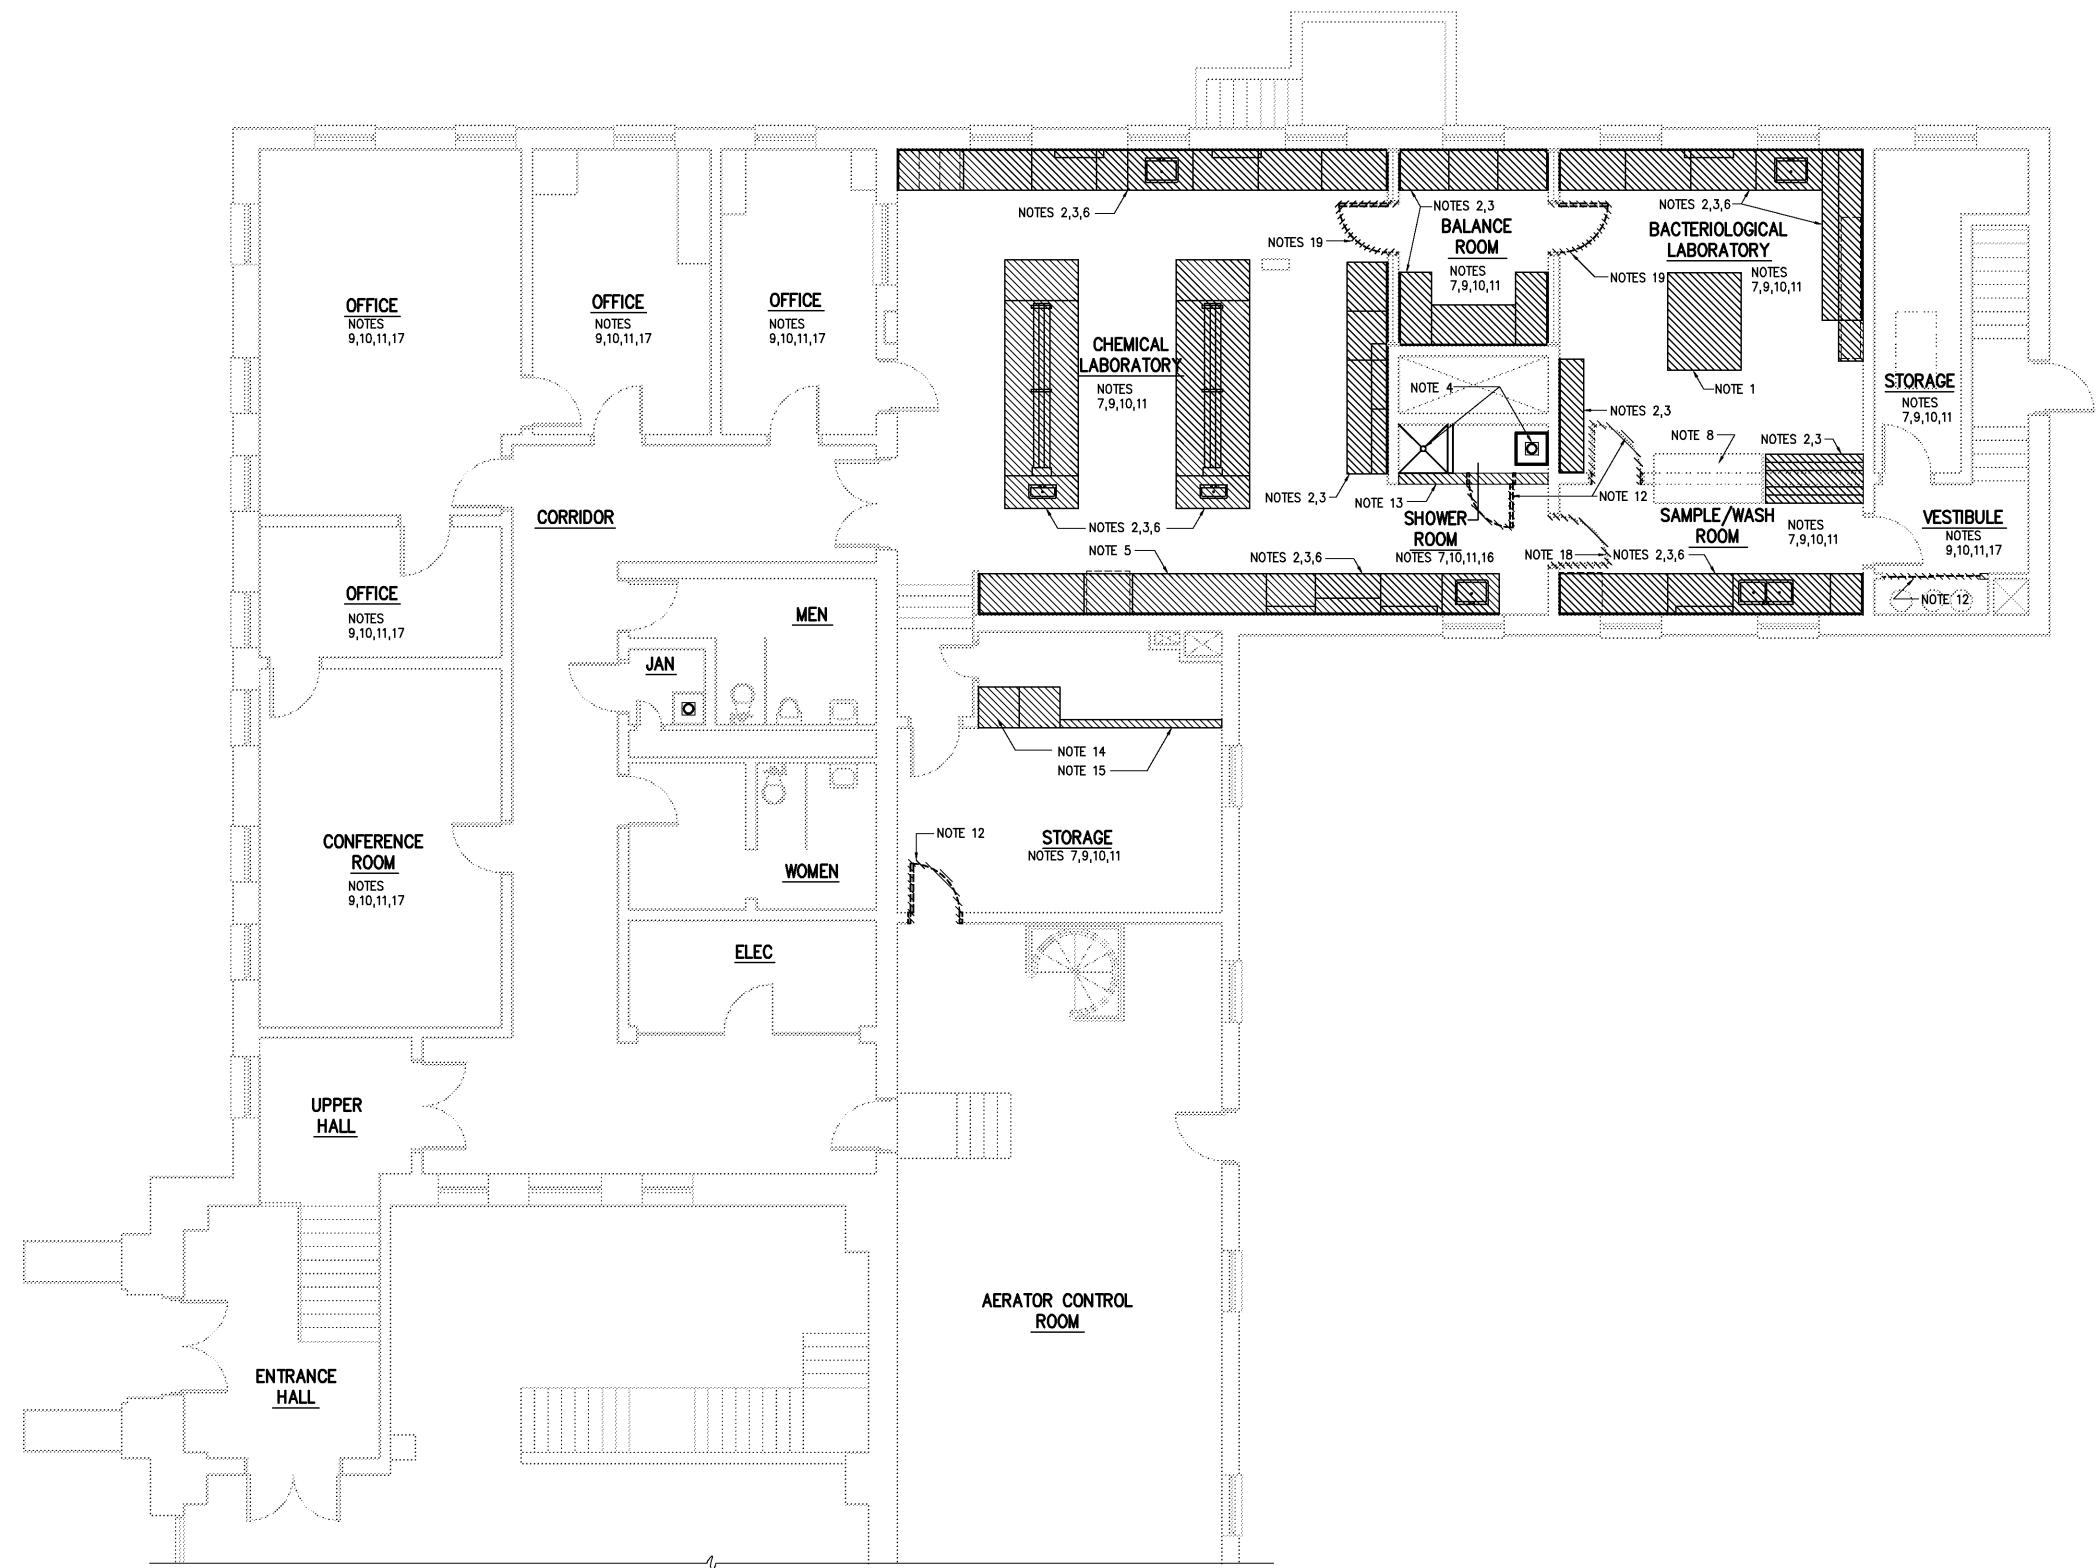 NOTES 2,3,6
NOTES 2,3
NOTES 2,3,6
NOTES 19
BALANCE
ROOM
NOTES
7,9,10,11
BACTERIOLOGICAL
LABORATORY
NOTES
7,9,10,11
NOTES 19
OFFICE
NOTES
9,10,11,17
OFFICE
NOTES
9,10,11,17
OFFICE
NOTES
9,10,11,17
CHEMICAL
LABORATORY
NOTES
7,9,10,11
NOTE 4
NOTE 1
STORAGE
NOTES
7,9,10,11
NOTES 2,3
NOTE 8
NOTES 2,3
NOTES 2,3
NOTE 13
NOTE 12
CORRIDOR
NOTES 2,3,6
SHOWER
ROOM
NOTES 7,10,11,16
SAMPLE/WASH
ROOM
NOTES
7,9,10,11
VESTIBULE
NOTES
9,10,11,17
NOTE 5
NOTES 2,3,6
NOTE 18
NOTES 2,3,6
NOTE 12
OFFICE
NOTES
9,10,11,17
MEN
JAN
NOTE 14
NOTE 15
CONFERENCE
ROOM
NOTES
9,10,11,17
NOTE 12
STORAGE
NOTES 7,9,10,11
WOMEN
ELEC
UPPER
HALL
AERATOR CONTROL
ROOM
ENTRANCE
HALL